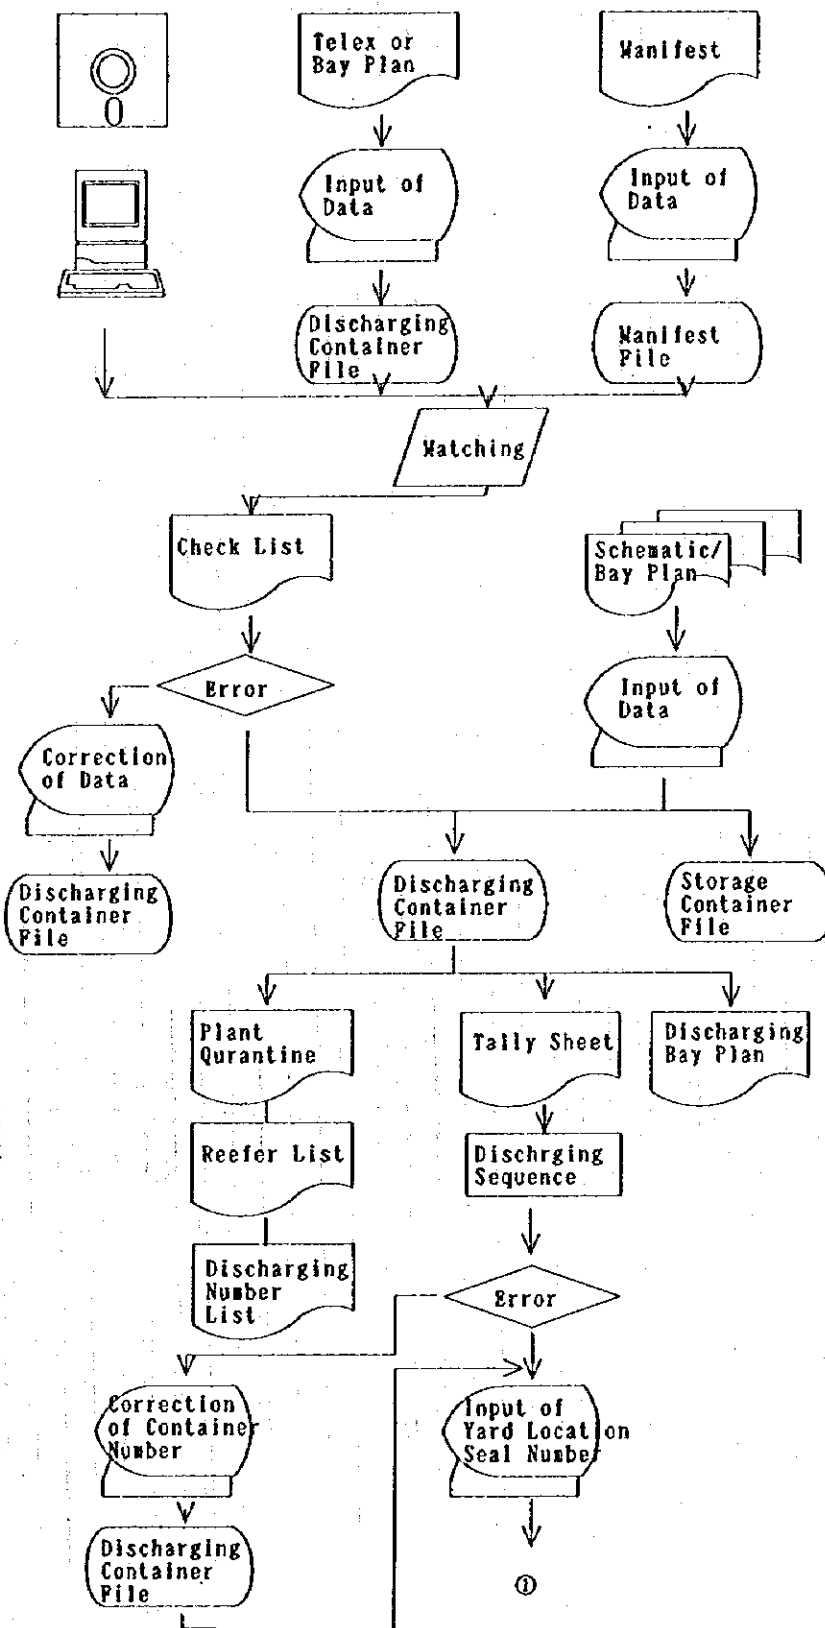 Telex or
Bay Plan
Manifest
Input of
Data
Input of
Data
Discharging
Container
File
Manifest
File
Matching
Check List
Schematic/
Bay Plan
Error
Input of
Data
Correction
of Data
Discharging
Container
File
Discharging
Container
File
Storage
Container
File
Plant
Qurantine
Tally Sheet
Discharging
Bay Plan
Reefer List
Dischrging
Sequence
Discharging
Number
List
Error
Correction
of Container
Number
Input of
Yard Location
Seal Number
Discharging
Container
File
①